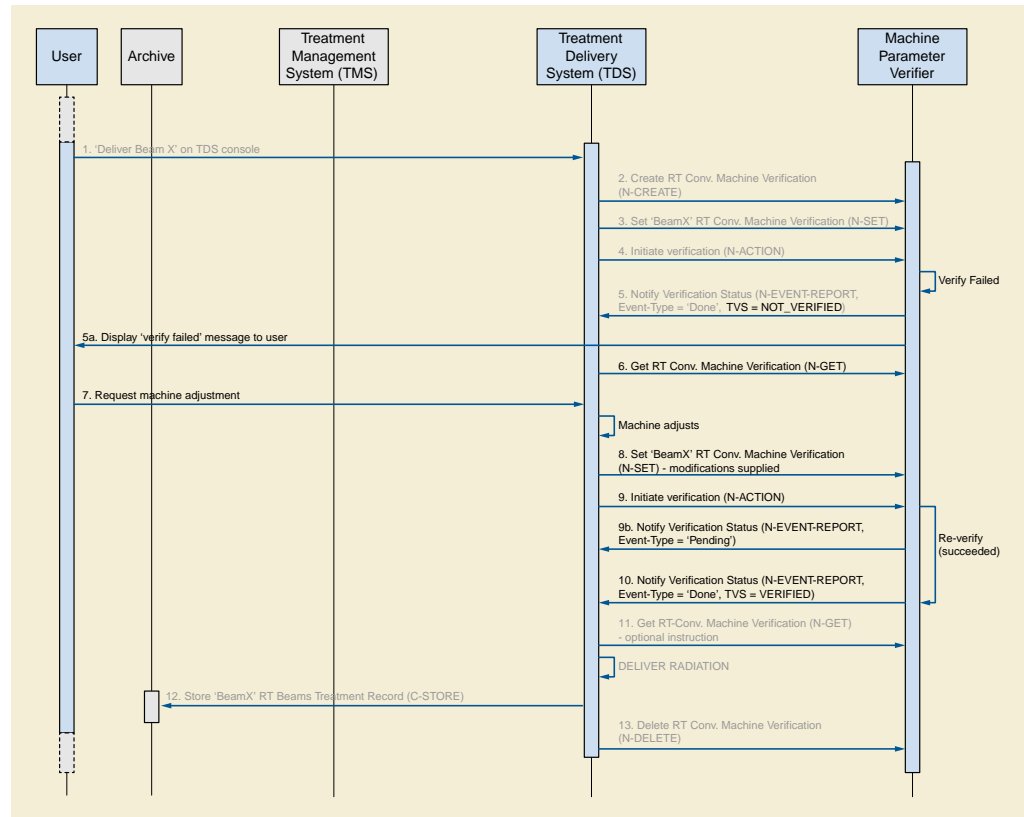 User
Archive
Treatment
Management
System (TMS)
Treatment
Delivery
System (TDS)
Machine
Parameter
Verifier
1. 'Deliver Beam X' on TDS console
2. Create RT Conv. Machine Verification
(N-CREATE)
3. Set 'BeamX' RT Conv. Machine Verification (N-SET)
4. Initiate verification (N-ACTION)
Verify Failed
5. Notify Verification Status (N-EVENT-REPORT,
Event-Type = 'Done', TVS = NOT_VERIFIED)
5a. Display 'verify failed' message to user
6. Get RT Conv. Machine Verification (N-GET)
7. Request machine adjustment
Machine adjusts
8. Set 'BeamX' RT Conv. Machine Verification
(N-SET) - modifications supplied
9. Initiate verification (N-ACTION)
9b. Notify Verification Status (N-EVENT-REPORT,
Event-Type = 'Pending')
Re-verify
(succeeded)
10. Notify Verification Status (N-EVENT-REPORT,
Event-Type = 'Done', TVS = VERIFIED)
11. Get RT-Conv. Machine Verification (N-GET)
- optional instruction
DELIVER RADIATION
12. Store 'BeamX' RT Beams Treatment Record (C-STORE)
13. Delete RT Conv. Machine Verification
(N-DELETE)